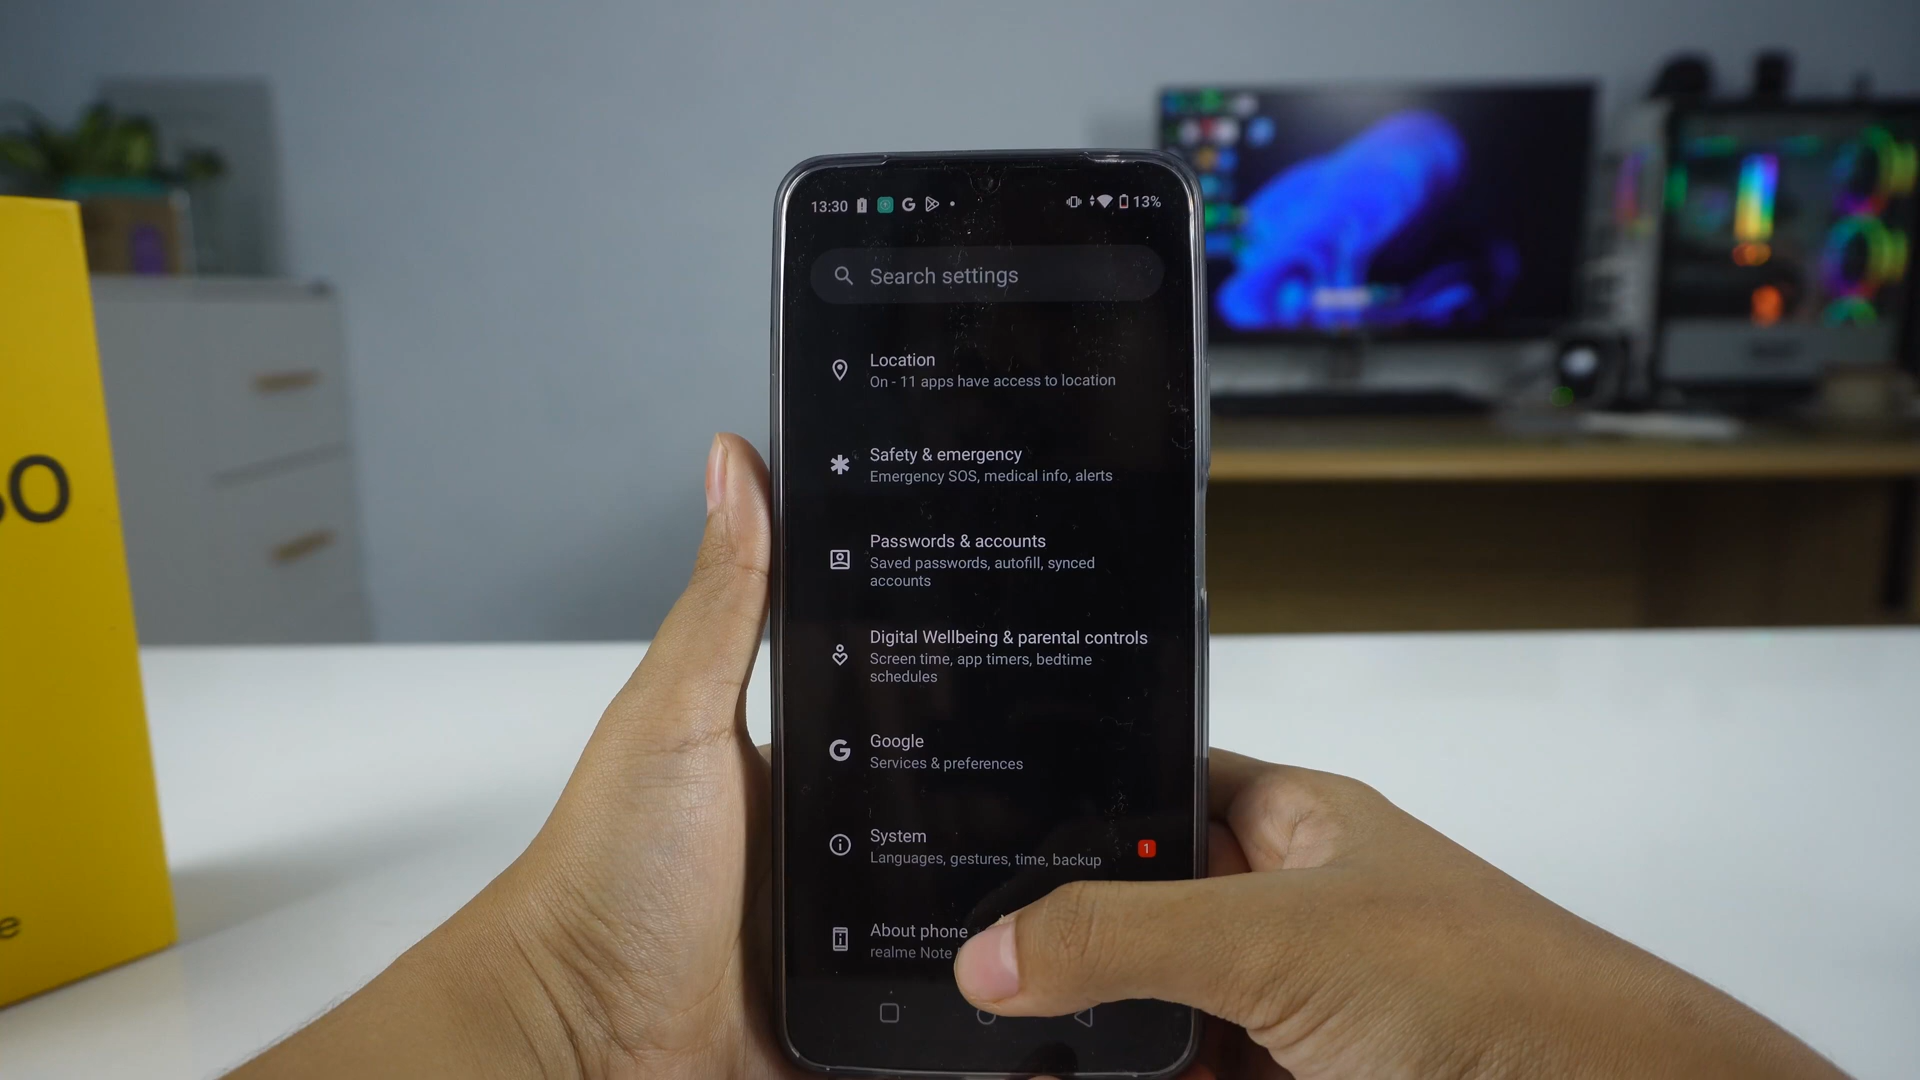 13:30
13%
Search settings
Location
On - 11 apps have access to location
Safety & emergency
Emergency SOS, medical info, alerts
Passwords & accounts
Saved passwords, autofill, synced
accounts
Digital Wellbeing & parental controls
Screen time, app timers, bedtime
schedules
Google
Services & preferences
System
Languages, gestures, time, backup
1
About phone
realme Note